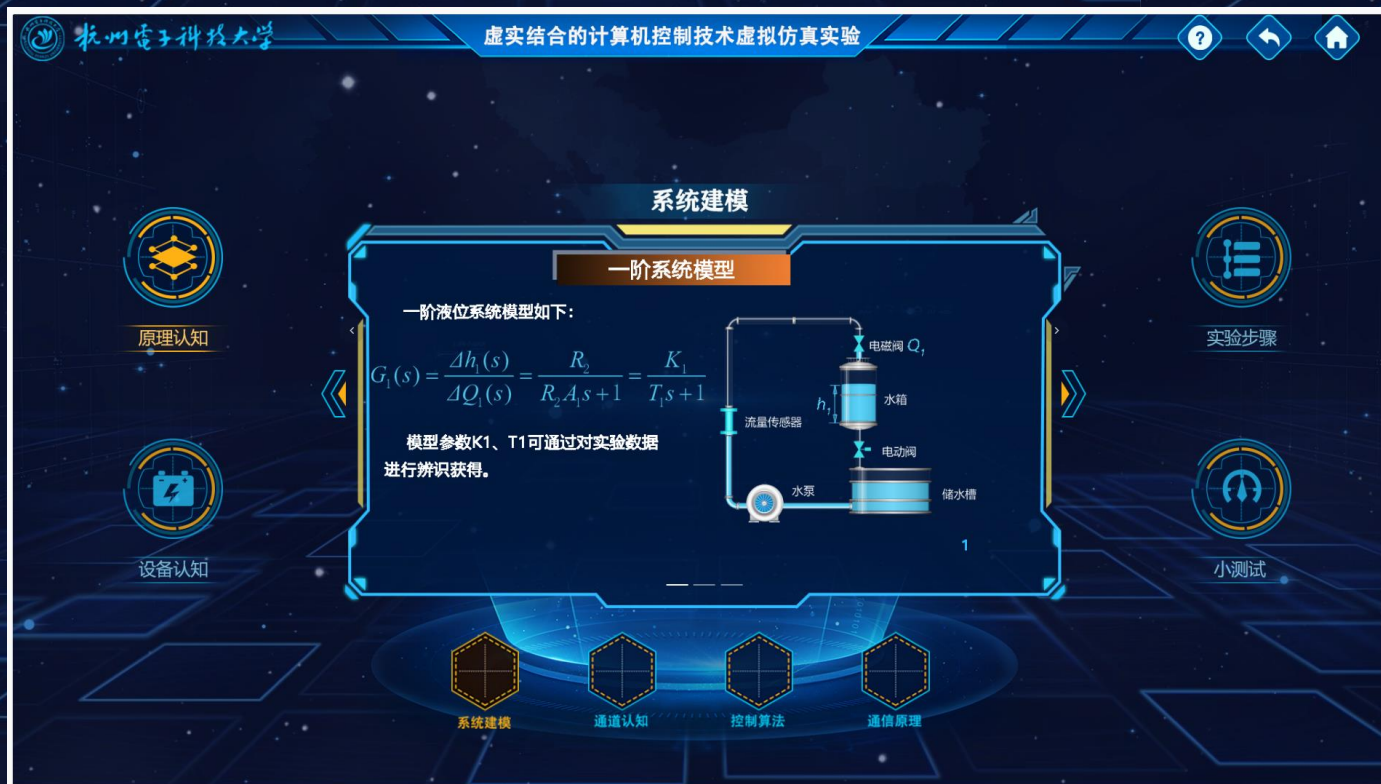 杭州电子科技大学
虚实结合的计算机控制技术虚拟仿真实验
?
系统建模
一阶系统模型
一阶液位系统模型如下：
G₁(s) = Δh₁(s) / ΔQ₁(s) = R₂ / (R₂A₁s+1) = K₁ / (T₁s+1)
模型参数K1、T1可通过对实验数据
进行辨识获得。
电磁阀 Q₁
h₁
水箱
流量传感器
电动阀
水泵
储水槽
1
原理认知
设备认知
实验步骤
小测试
系统建模
通道认知
控制算法
通信原理